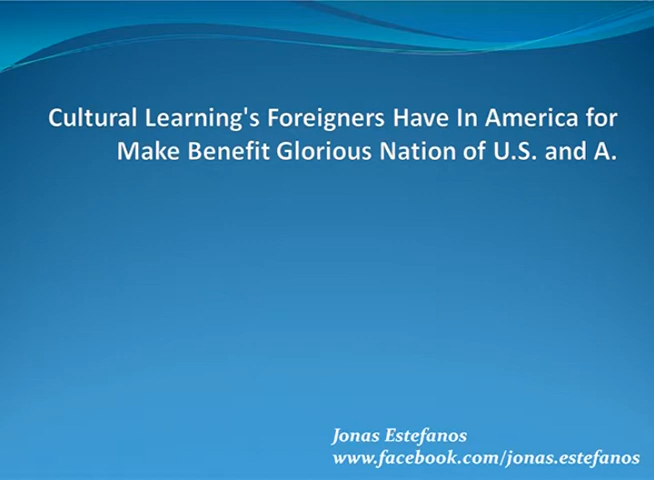 Cultural Learning's Foreigners Have In America for
Make Benefit Glorious Nation of U.S. and A.
Jonas Estefanos
www.facebook.com/jonas.estefanos